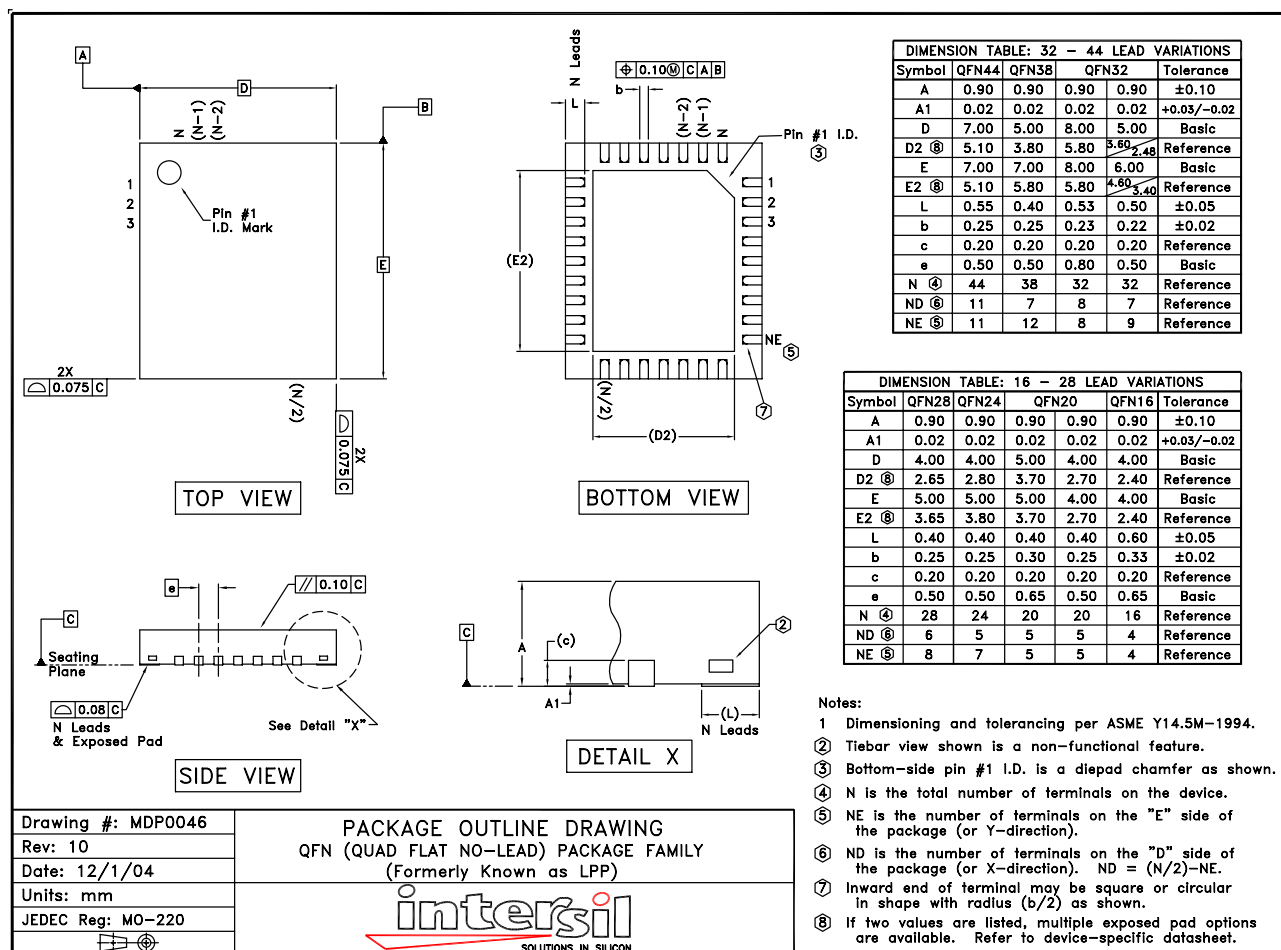 A
D
B
N
(N-1)
(N-2)
1
2
3
Pin #1
I.D. Mark
E
2X
0.075 C
(N/2)
2X
0.075 C
TOP VIEW
N Leads
L
0.10 Ⓜ C A B
b
(N-2)
(N-1)
N
Pin #1 I.D.
3
1
2
3
(E2)
NE
5
(N/2)
7
(D2)
BOTTOM VIEW
e
// 0.10 C
C
Seating
Plane
0.08 C
N Leads
& Exposed Pad
See Detail "X"
SIDE VIEW
C
A
(c)
2
A1
(L)
N Leads
DETAIL X
DIMENSION TABLE: 32 – 44 LEAD VARIATIONS
Symbol QFN44 QFN38 QFN32 Tolerance
A 0.90 0.90 0.90 0.90 ±0.10
A1 0.02 0.02 0.02 0.02 +0.03/-0.02
D 7.00 5.00 8.00 5.00 Basic
D2 ⑧ 5.10 3.80 5.80 3.60/2.48 Reference
E 7.00 7.00 8.00 6.00 Basic
E2 ⑧ 5.10 5.80 5.80 4.60/3.40 Reference
L 0.55 0.40 0.53 0.50 ±0.05
b 0.25 0.25 0.23 0.22 ±0.02
c 0.20 0.20 0.20 0.20 Reference
e 0.50 0.50 0.80 0.50 Basic
N ④ 44 38 32 32 Reference
ND ⑥ 11 7 8 7 Reference
NE ⑤ 11 12 8 9 Reference
DIMENSION TABLE: 16 – 28 LEAD VARIATIONS
Symbol QFN28 QFN24 QFN20 QFN16 Tolerance
A 0.90 0.90 0.90 0.90 0.90 ±0.10
A1 0.02 0.02 0.02 0.02 0.02 +0.03/-0.02
D 4.00 4.00 5.00 4.00 4.00 Basic
D2 ⑧ 2.65 2.80 3.70 2.70 2.40 Reference
E 5.00 5.00 5.00 4.00 4.00 Basic
E2 ⑧ 3.65 3.80 3.70 2.70 2.40 Reference
L 0.40 0.40 0.40 0.40 0.60 ±0.05
b 0.25 0.25 0.30 0.25 0.33 ±0.02
c 0.20 0.20 0.20 0.20 0.20 Reference
e 0.50 0.50 0.65 0.50 0.65 Basic
N ④ 28 24 20 20 16 Reference
ND ⑥ 6 5 5 5 4 Reference
NE ⑤ 8 7 5 5 4 Reference
Notes:
1 Dimensioning and tolerancing per ASME Y14.5M-1994.
② Tiebar view shown is a non-functional feature.
③ Bottom-side pin #1 I.D. is a diepad chamfer as shown.
④ N is the total number of terminals on the device.
⑤ NE is the number of terminals on the "E" side of
the package (or Y-direction).
⑥ ND is the number of terminals on the "D" side of
the package (or X-direction). ND = (N/2)-NE.
⑦ Inward end of terminal may be square or circular
in shape with radius (b/2) as shown.
⑧ If two values are listed, multiple exposed pad options
are available. Refer to device-specific datasheet.
Drawing #: MDP0046
Rev: 10
Date: 12/1/04
Units: mm
JEDEC Reg: MO-220
PACKAGE OUTLINE DRAWING
QFN (QUAD FLAT NO-LEAD) PACKAGE FAMILY
(Formerly Known as LPP)
intersil
SOLUTIONS IN SILICON